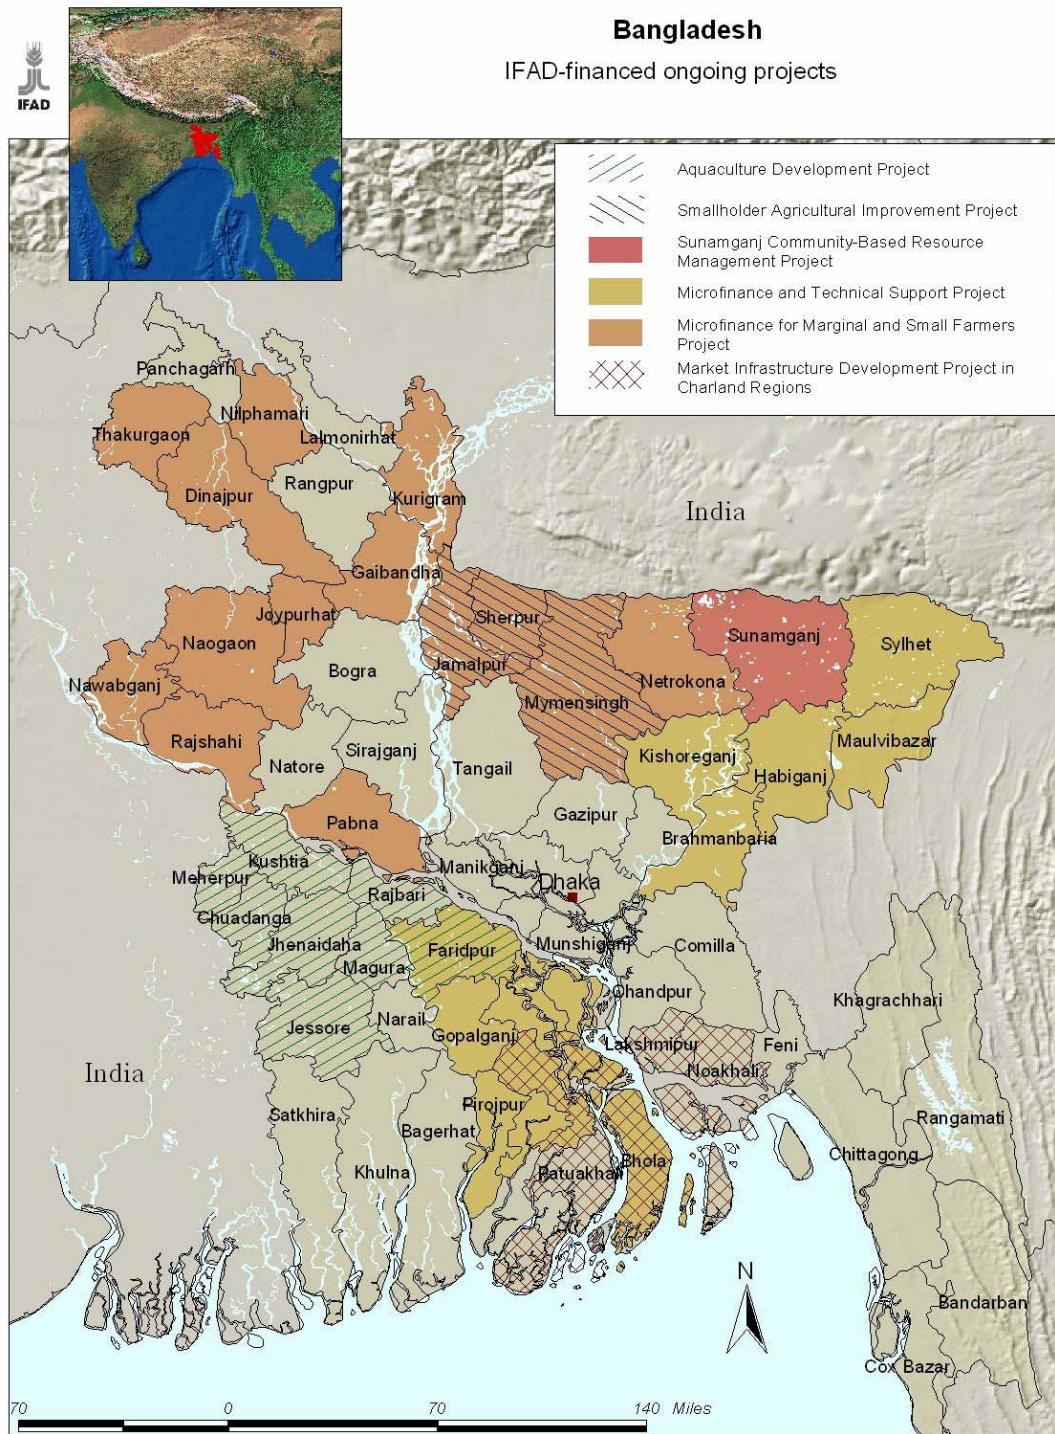 Bangladesh
IFAD-financed ongoing projects
IFAD
Aquaculture Development Project
Smallholder Agricultural Improvement Project
Sunamganj Community-Based Resource
Management Project
Microfinance and Technical Support Project
Microfinance for Marginal and Small Farmers
Project
Market Infrastructure Development Project in
Charland Regions
Panchagarh
Nilphamari
Thakurgaon
Lalmonirhat
Rangpur
Dinajpur
Kurigram
India
Gaibandha
Joypurhat
Sherpur
Naogaon
Sunamganj
Sylhet
Jamalpur
Bogra
Nawabganj
Netrokona
Mymensingh
Rajshahi
Maulvibazar
Sirajganj
Kishoreganj
Natore
Tangail
Habiganj
Gazipur
Pabna
Brahmanbaria
Kushtia
Manikganj
Meherpur
Dhaka
Rajbari
Chuadanga
Jhenaidaha
Faridpur
Munshiganj
Comilla
Magura
Chandpur
Khagrachhari
Narail
Jessore
Gopalganj
Lakshmipur
Feni
India
Noakhali
Pirojpur
Satkhira
Bagerhat
Rangamati
Chittagong
Khulna
Patuakhali
Bhola
N
Bandarban
Cox Bazar
70 0 70 140 Miles